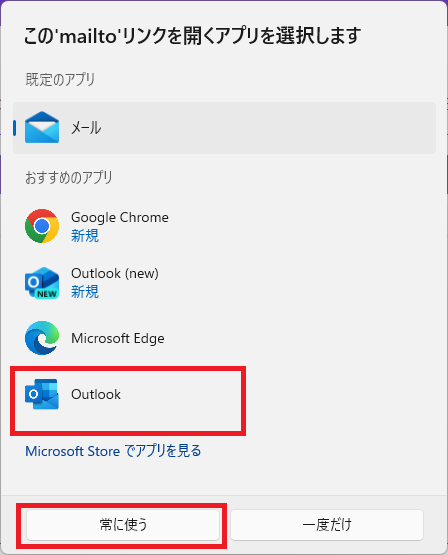 この'mailto'リンクを開くアプリを選択します
既定のアプリ
メール
おすすめのアプリ
Google Chrome
新規
Outlook (new)
新規
NEW
Microsoft Edge
Outlook
Microsoft Store でアプリを見る
常に使う
一度だけ